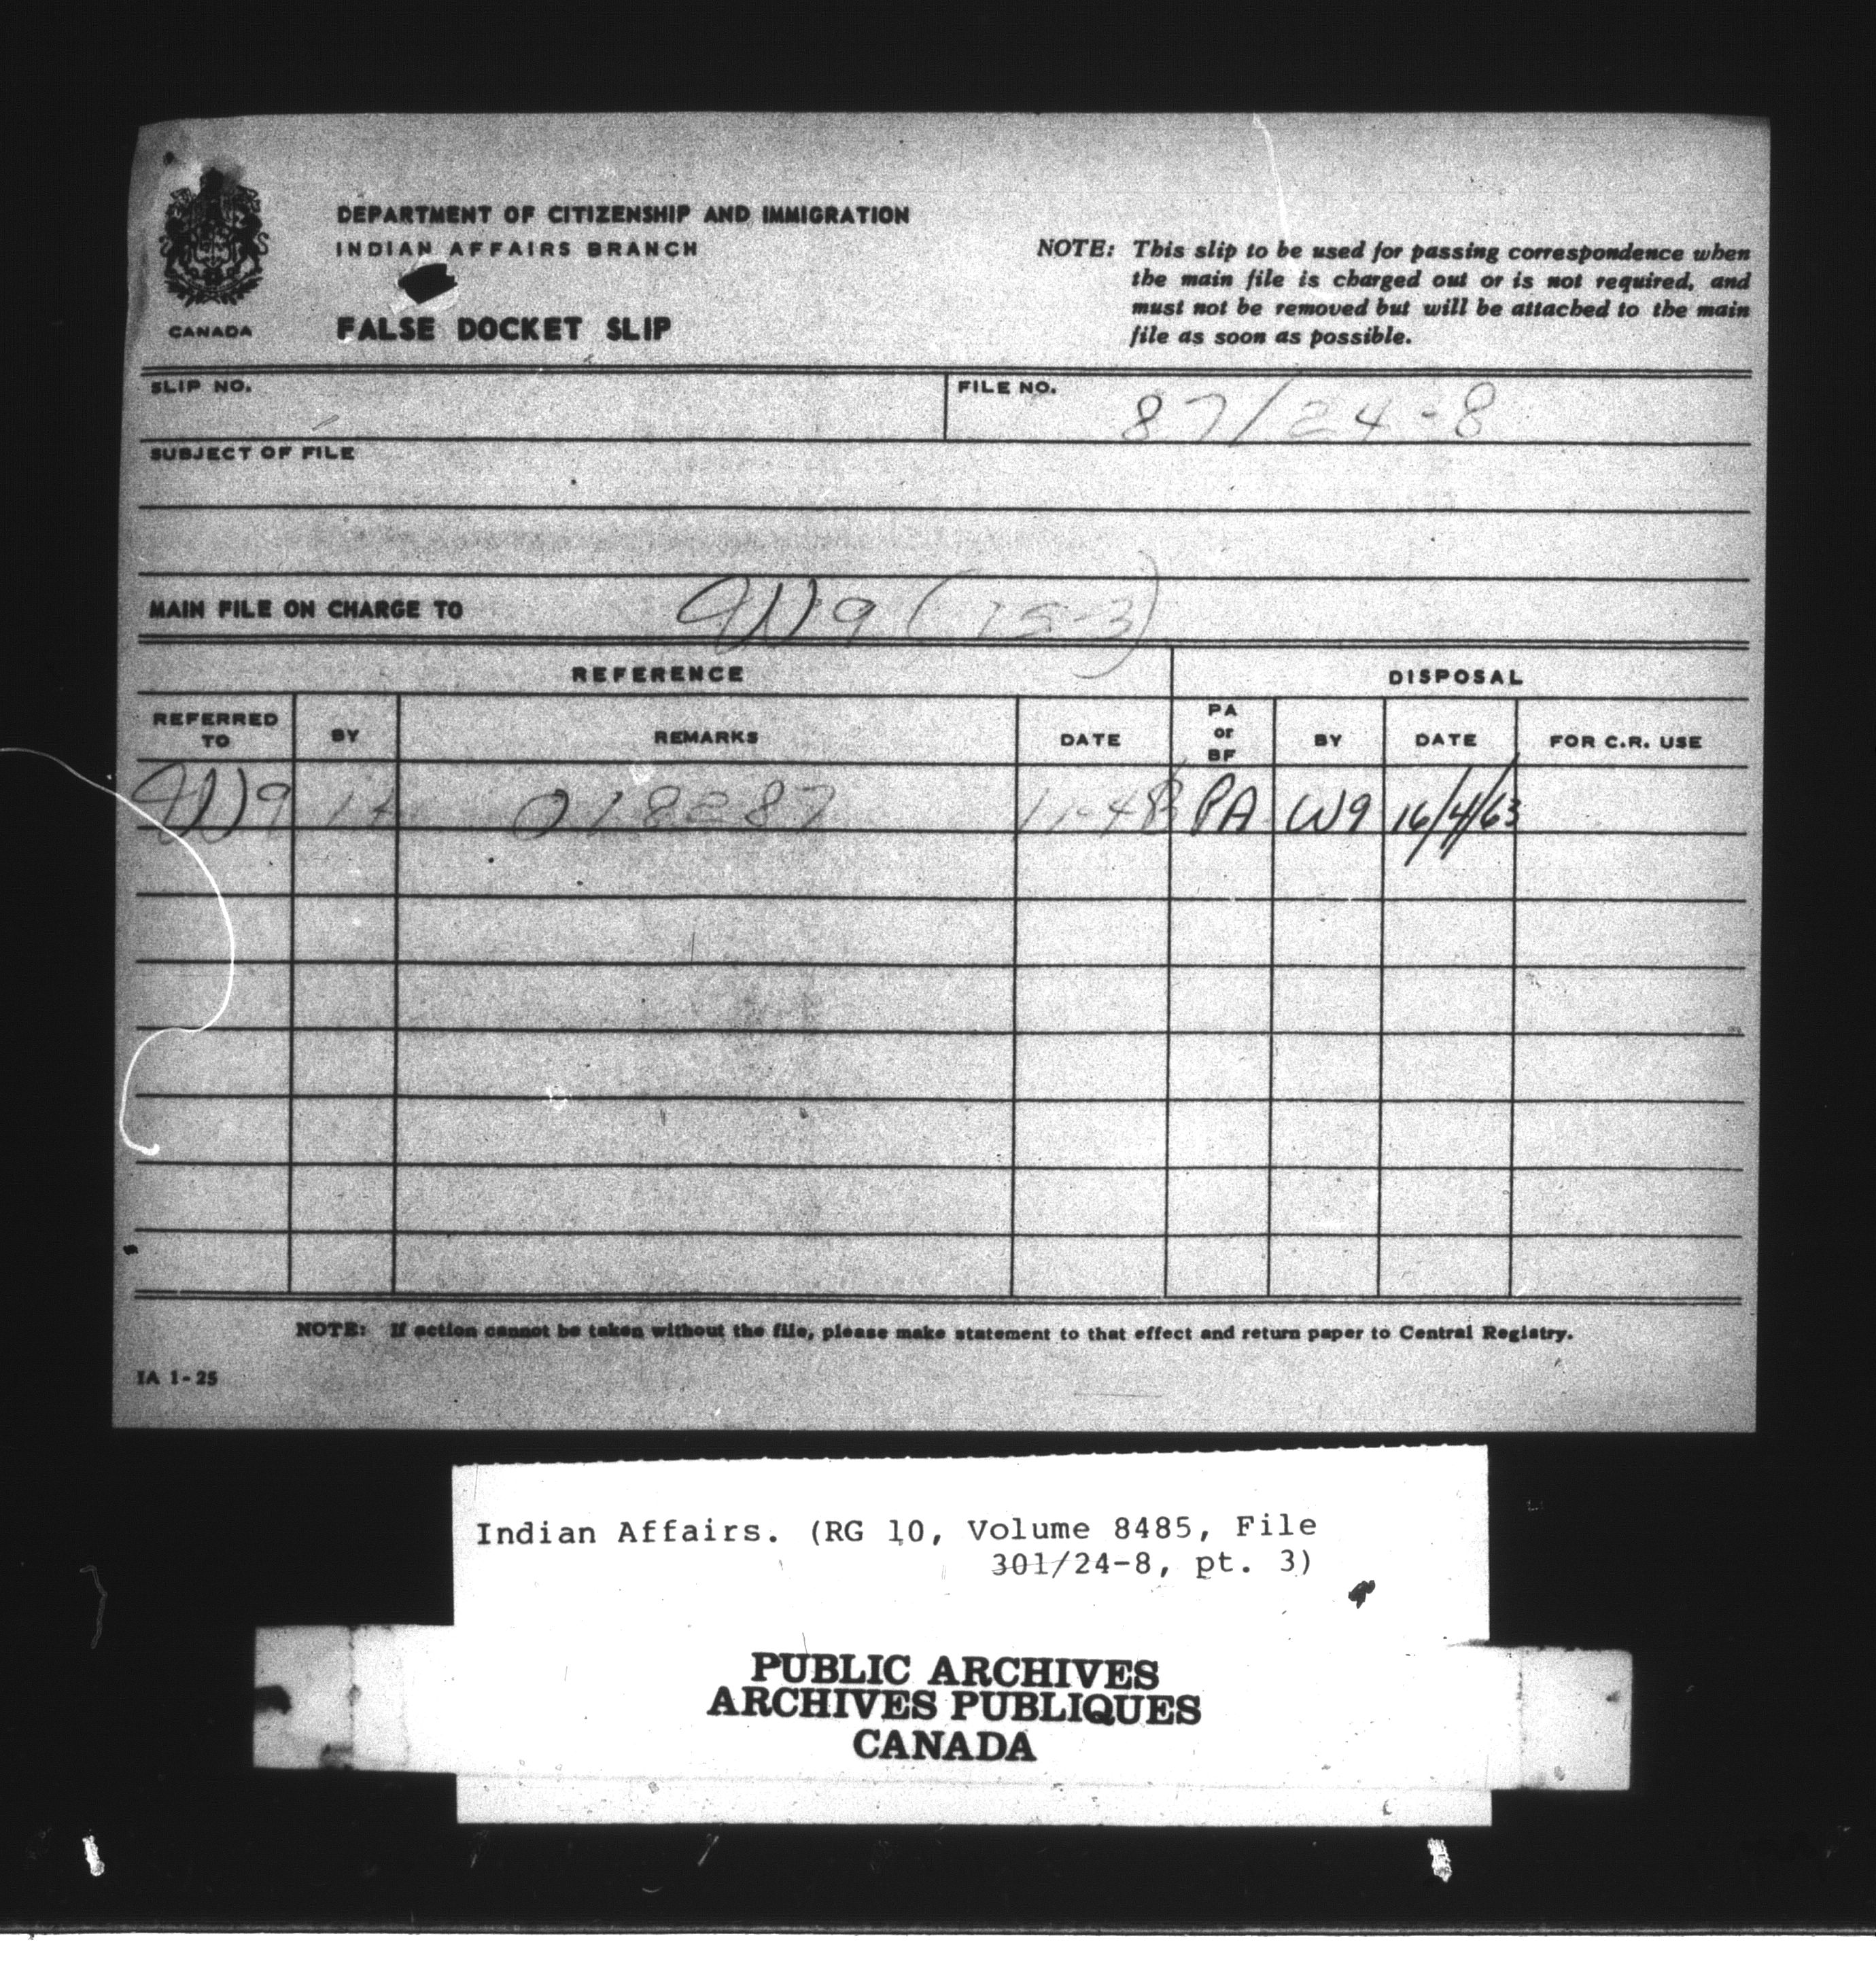 DEPARTMENT OF CITIZENSHIP AND IMMIGRATION
INDIAN AFFAIRS BRANCH
CANADA
FALSE DOCKET SLIP
NOTE: This slip to be used for passing correspondence when
the main file is charged out or is not required, and
must not be removed but will be attached to the main
file as soon as possible.
SLIP NO.
FILE NO. 87/24-8
SUBJECT OF FILE
MAIN FILE ON CHARGE TO W9 (15-3)
REFERENCE DISPOSAL
REFERRED TO BY REMARKS DATE PA or BF BY DATE FOR C.R. USE
W9 018287 PA W9 16/4/63
NOTE: If action cannot be taken without the file, please make statement to that effect and return paper to Central Registry.
IA 1-25
Indian Affairs. (RG 10, Volume 8485, File
301/24-8, pt. 3)
PUBLIC ARCHIVES
ARCHIVES PUBLIQUES
CANADA